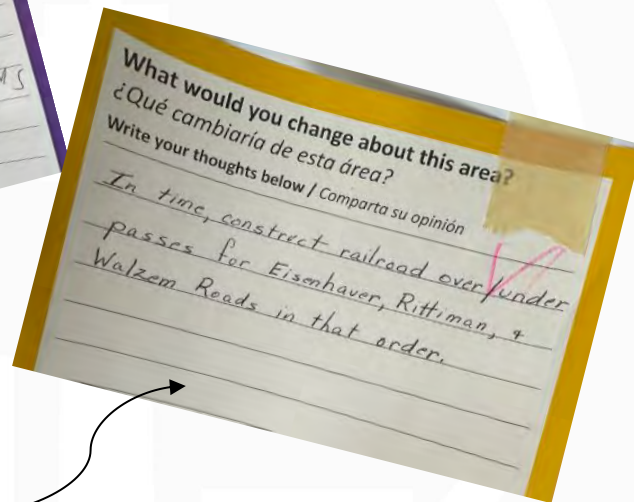 What would you change about this area?
¿Qué cambiaría de esta área?
Write your thoughts below / Comparta su opinión
In time, construct railroad over/under
passes for Eisenhaver, Rittiman, &
Walzem Roads in that order.